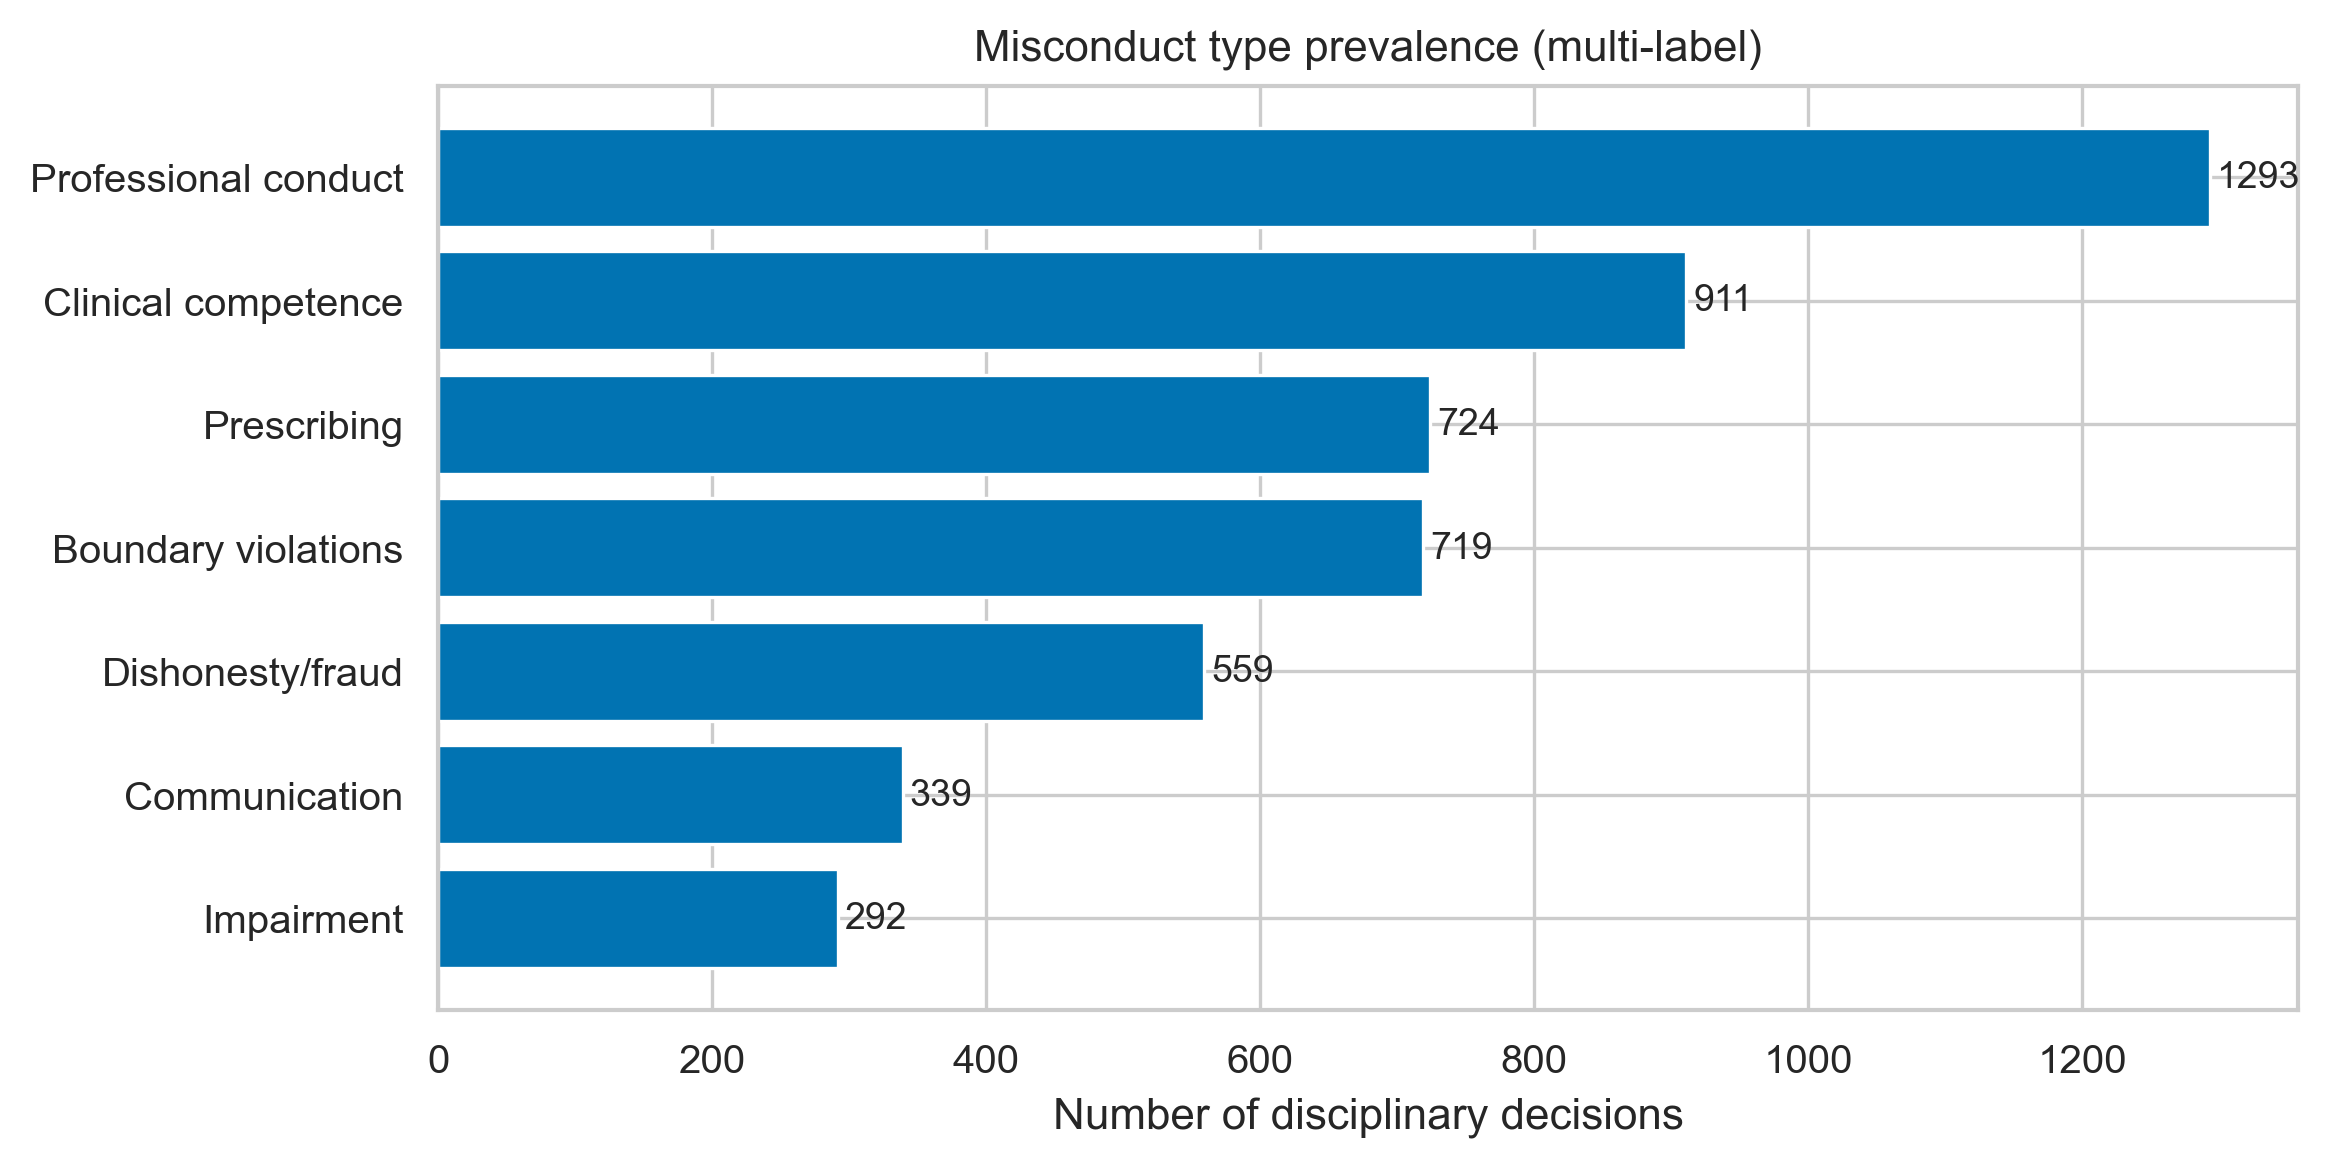 Misconduct type prevalence (multi-label)
Professional conduct 1293
Clinical competence 911
Prescribing 724
Boundary violations 719
Dishonesty/fraud 559
Communication 339
Impairment 292
0 200 400 600 800 1000 1200
Number of disciplinary decisions